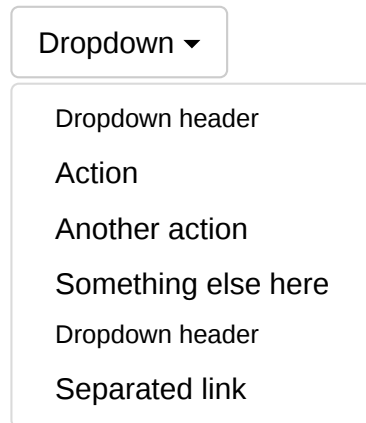 Dropdown
Dropdown header
Action
Another action
Something else here
Dropdown header
Separated link